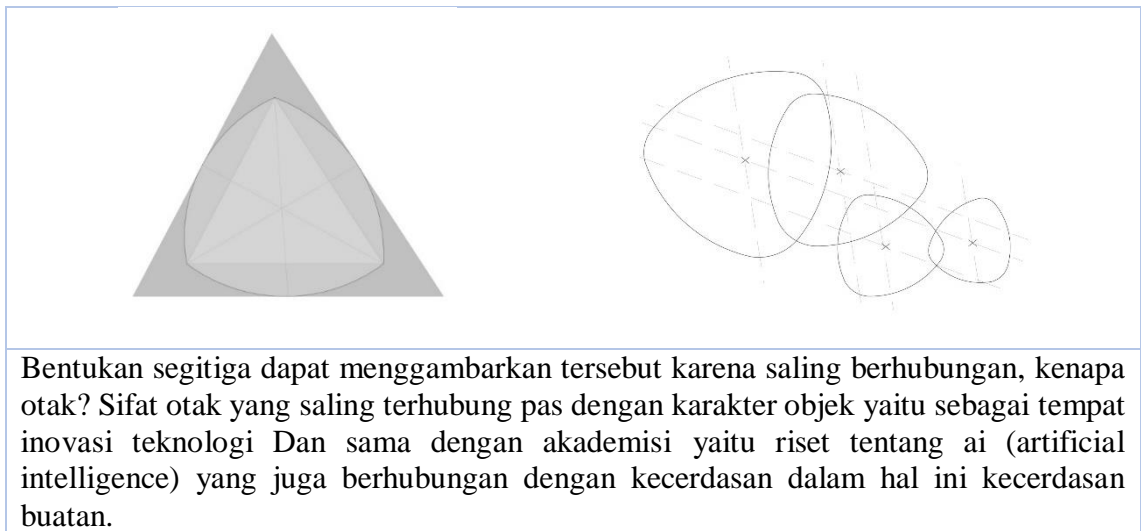 Bentukan segitiga dapat menggambarkan tersebut karena saling berhubungan, kenapa
otak? Sifat otak yang saling terhubung pas dengan karakter objek yaitu sebagai tempat
inovasi teknologi Dan sama dengan akademisi yaitu riset tentang ai (artificial
intelligence) yang juga berhubungan dengan kecerdasan dalam hal ini kecerdasan
buatan.